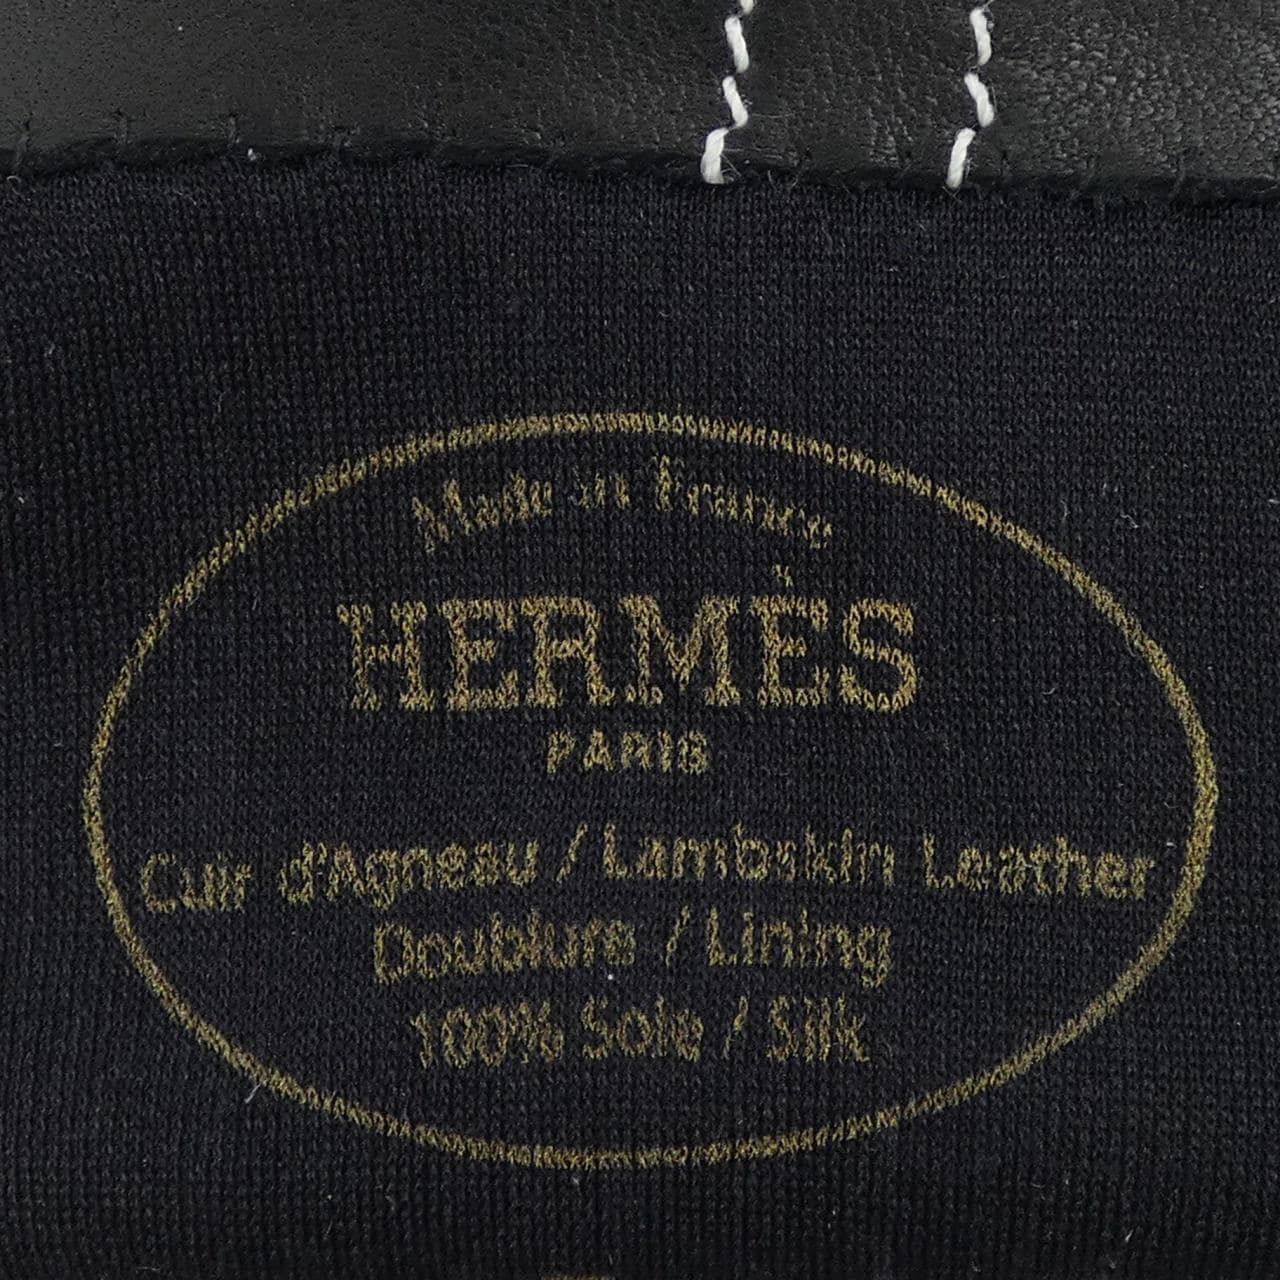 Made in France
HERMÈS
PARIS
Cuir d'Agneau / Lambskin Leather
Doublure / Lining
100% Soie / Silk